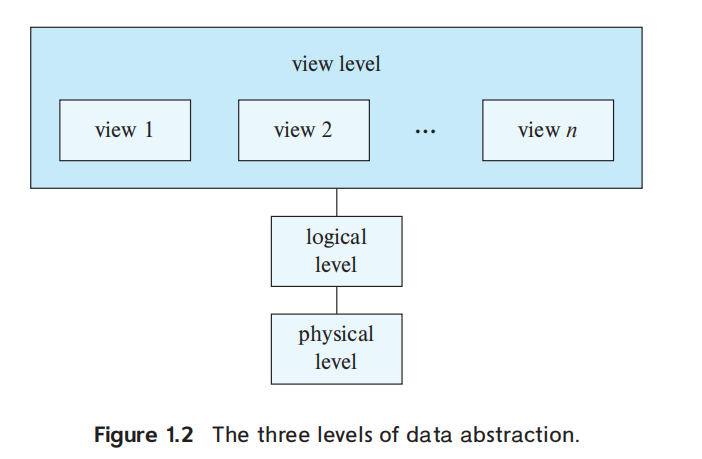 view level
view 1
view 2
...
view n
logical
level
physical
level
Figure 1.2 The three levels of data abstraction.